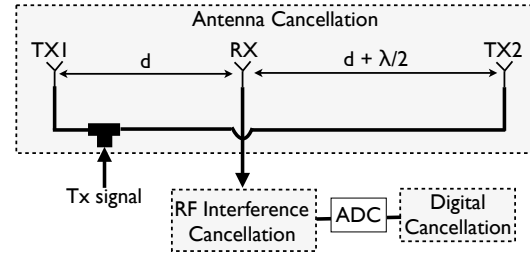 Antenna Cancellation
TX1 RX TX2
d d + λ/2
Tx signal
RF Interference
Cancellation
ADC
Digital
Cancellation